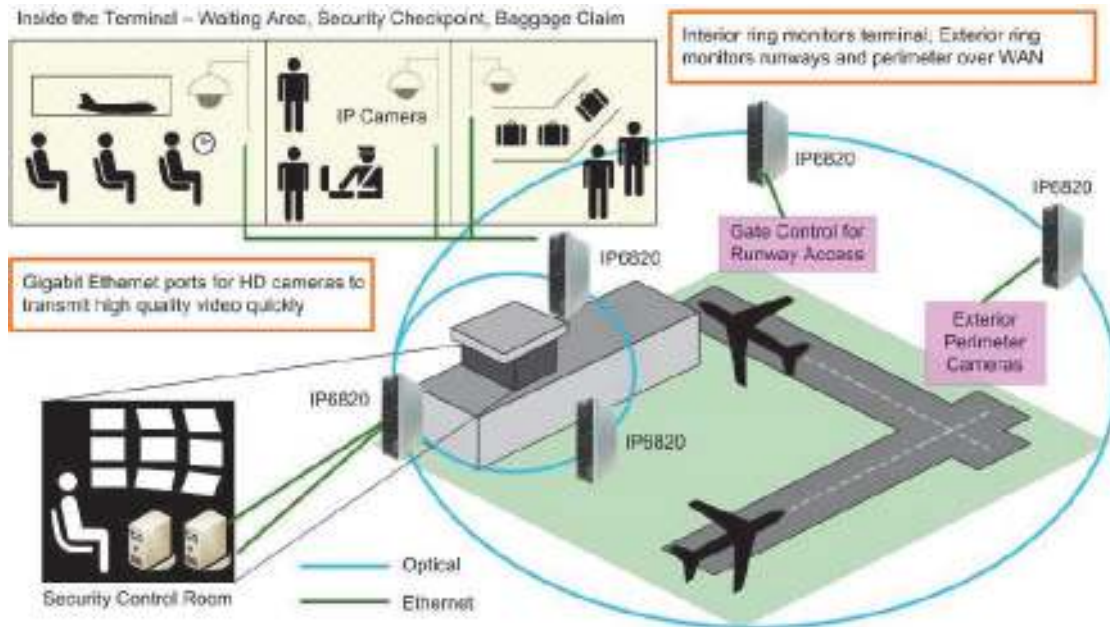 Inside the Terminal – Waiting Area, Security Checkpoint, Baggage Claim
Interior ring monitors terminal, Exterior ring
monitors runways and perimeter over WAN
IP Camera
IP6820
IP6820
Gate Control for
Runway Access
IP6820
Gigabit Ethernet ports for HD cameras to
transmit high quality video quickly
Exterior
Perimeter
Cameras
IP6820
IP6820
Optical
Ethernet
Security Control Room